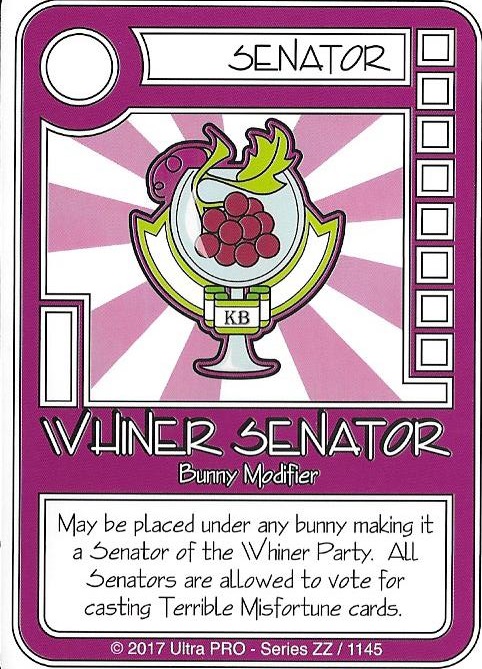 SENATOR
KB
WHINER SENATOR
Bunny Modifier
May be placed under any bunny making it
a Senator of the Whiner Party. All
Senators are allowed to vote for
casting Terrible Misfortune cards.
© 2017 Ultra PRO - Series ZZ / 1145